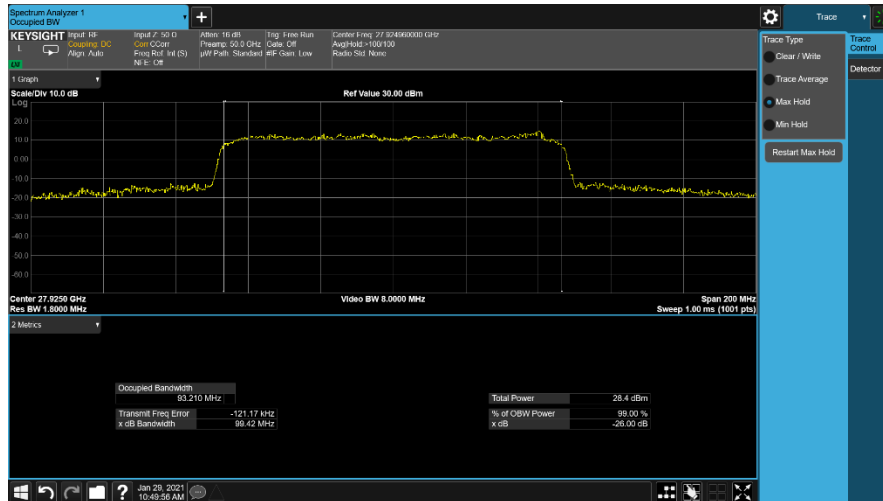 Spectrum Analyzer 1
Occupied BW
+
Trace
KEYSIGHT Input: RF Input Z: 50 Ω Atten: 16 dB Trig: Free Run Center Freq: 27.924960000 GHz
Coupling: DC Corr CCorr Preamp: 50.0 GHz Gate: Off Avg|Hold:>100/100
Align: Auto Freq Ref: Int (S) µW Path: Standard #IF Gain: Low Radio Std: None
NFE: Off
L
Trace Type
Clear / Write
Trace Average
Max Hold
Min Hold
Restart Max Hold
Trace Control
Detector
1 Graph
Scale/Div 10.0 dB Ref Value 30.00 dBm
Log
20.0
10.0
0.00
-10.0
-20.0
-30.0
-40.0
-50.0
-60.0
Center 27.9250 GHz Video BW 8.0000 MHz Span 200 MHz
Res BW 1.8000 MHz Sweep 1.00 ms (1001 pts)
2 Metrics
Occupied Bandwidth
93.210 MHz Total Power 28.4 dBm
Transmit Freq Error -121.17 kHz % of OBW Power 99.00 %
x dB Bandwidth 99.42 MHz x dB -26.00 dB
? Jan 29, 2021
10:49:56 AM